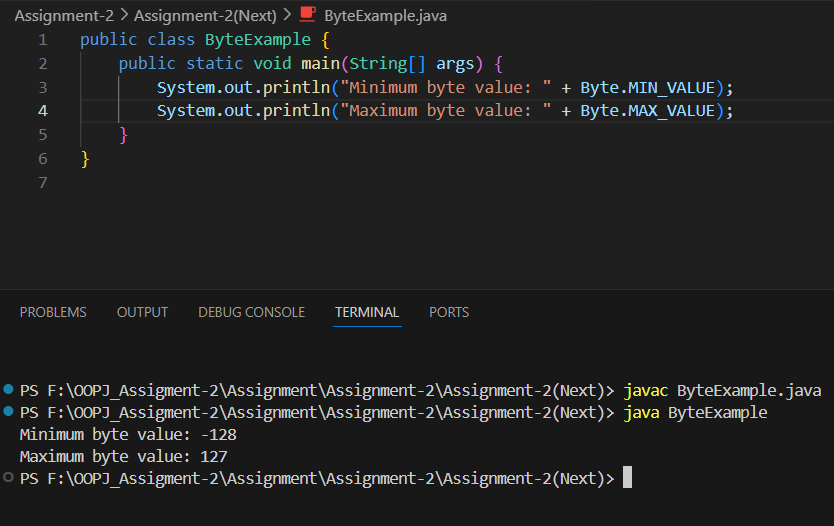 Assignment-2 > Assignment-2(Next) > ByteExample.java
1 public class ByteExample {
2 public static void main(String[] args) {
3 System.out.println("Minimum byte value: " + Byte.MIN_VALUE);
4 System.out.println("Maximum byte value: " + Byte.MAX_VALUE);
5 }
6 }
7
PROBLEMS OUTPUT DEBUG CONSOLE TERMINAL PORTS
PS F:\OOPJ_Assigment-2\Assignment\Assignment-2\Assignment-2(Next)> javac ByteExample.java
PS F:\OOPJ_Assigment-2\Assignment\Assignment-2\Assignment-2(Next)> java ByteExample
Minimum byte value: -128
Maximum byte value: 127
PS F:\OOPJ_Assigment-2\Assignment\Assignment-2\Assignment-2(Next)>